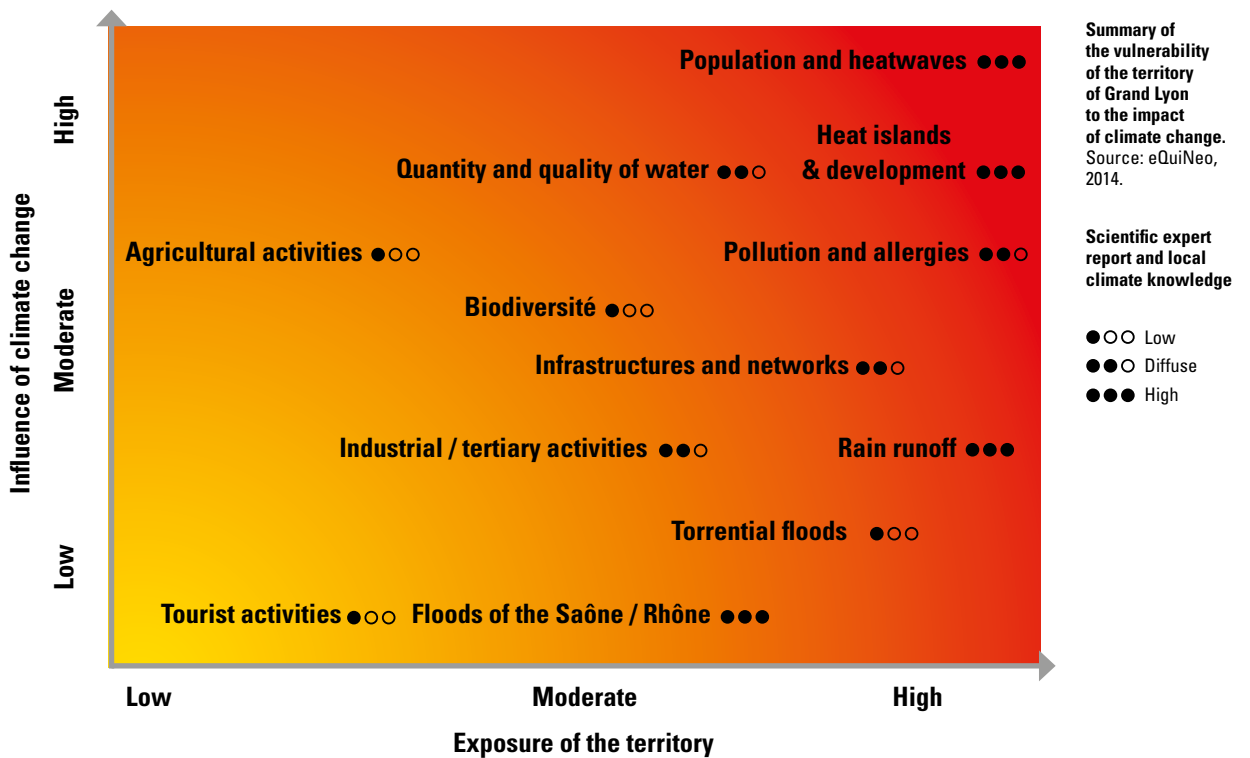 Influence of climate change
High
Moderate
Low
Population and heatwaves ●●●
Heat islands
& development ●●●
Quantity and quality of water ●●○
Agricultural activities ●○○
Pollution and allergies ●●○
Biodiversité ●○○
Infrastructures and networks ●●○
Industrial / tertiary activities ●●○
Rain runoff ●●●
Torrential floods ●○○
Tourist activities ●○○
Floods of the Saône / Rhône ●●●
Low
Moderate
High
Exposure of the territory
Summary of
the vulnerability
of the territory
of Grand Lyon
to the impact
of climate change.
Source: eQuiNeo,
2014.
Scientific expert
report and local
climate knowledge
●○○ Low
●●○ Diffuse
●●● High